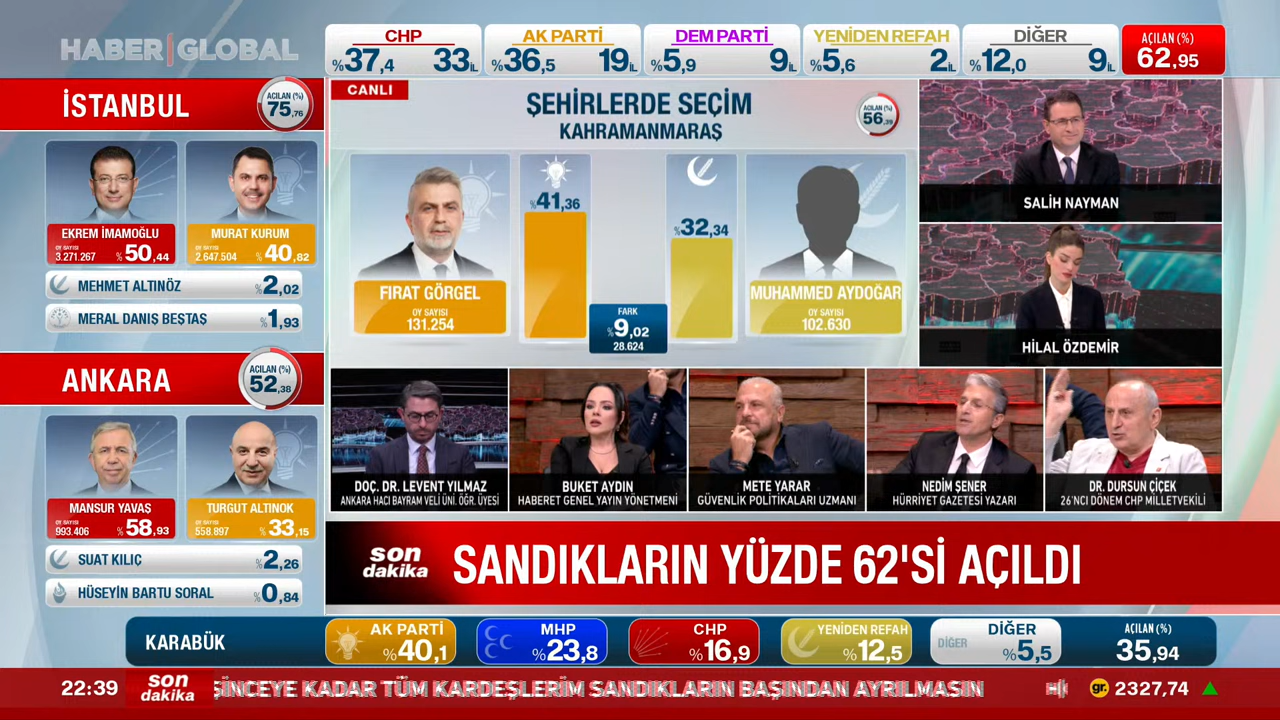 HABER GLOBAL
CHP
%37,4 33İL
AK PARTİ
%36,5 19İL
DEM PARTİ
%5,9 9İL
YENİDEN REFAH
%5,6 2İL
DİĞER
%12,0 9İL
AÇILAN (%)
62,95
İSTANBUL
AÇILAN (%)
75,76
EKREM İMAMOĞLU
OY SAYISI
3.271.267 %50,44
MURAT KURUM
OY SAYISI
2.647.504 %40,82
MEHMET ALTINÖZ %2,02
MERAL DANIŞ BEŞTAŞ %1,93
ANKARA
AÇILAN (%)
52,38
MANSUR YAVAŞ
OY SAYISI
993.406 %58,93
TURGUT ALTINOK
OY SAYISI
558.897 %33,15
SUAT KILIÇ %2,26
HÜSEYİN BARTU SORAL %0,84
CANLI
ŞEHİRLERDE SEÇİM
KAHRAMANMARAŞ
AÇILAN (%)
56,39
%41,36
%32,34
FIRAT GÖRGEL
OY SAYISI
131.254
FARK
%9,02
28.624
MUHAMMED AYDOĞAR
OY SAYISI
102.630
SALİH NAYMAN
HİLAL ÖZDEMİR
DOÇ. DR. LEVENT YILMAZ
ANKARA HACI BAYRAM VELİ ÜNİ. ÖĞR. ÜYESİ
BUKET AYDIN
HABERET GENEL YAYIN YÖNETMENİ
METE YARAR
GÜVENLİK POLİTİKALARI UZMANI
NEDİM ŞENER
HÜRRİYET GAZETESİ YAZARI
DR. DURSUN ÇİÇEK
26'NCI DÖNEM CHP MİLLETVEKİLİ
son
dakika
SANDIKLARIN YÜZDE 62'Sİ AÇILDI
KARABÜK
AK PARTİ
%40,1
MHP
%23,8
CHP
%16,9
YENİDEN REFAH
%12,5
DİĞER
DİĞER
%5,5
AÇILAN (%)
35,94
22:39
son
dakika
ŞİNCEYE KADAR TÜM KARDEŞLERİM SANDIKLARIN BAŞINDAN AYRILMASIN
gr. 2327,74